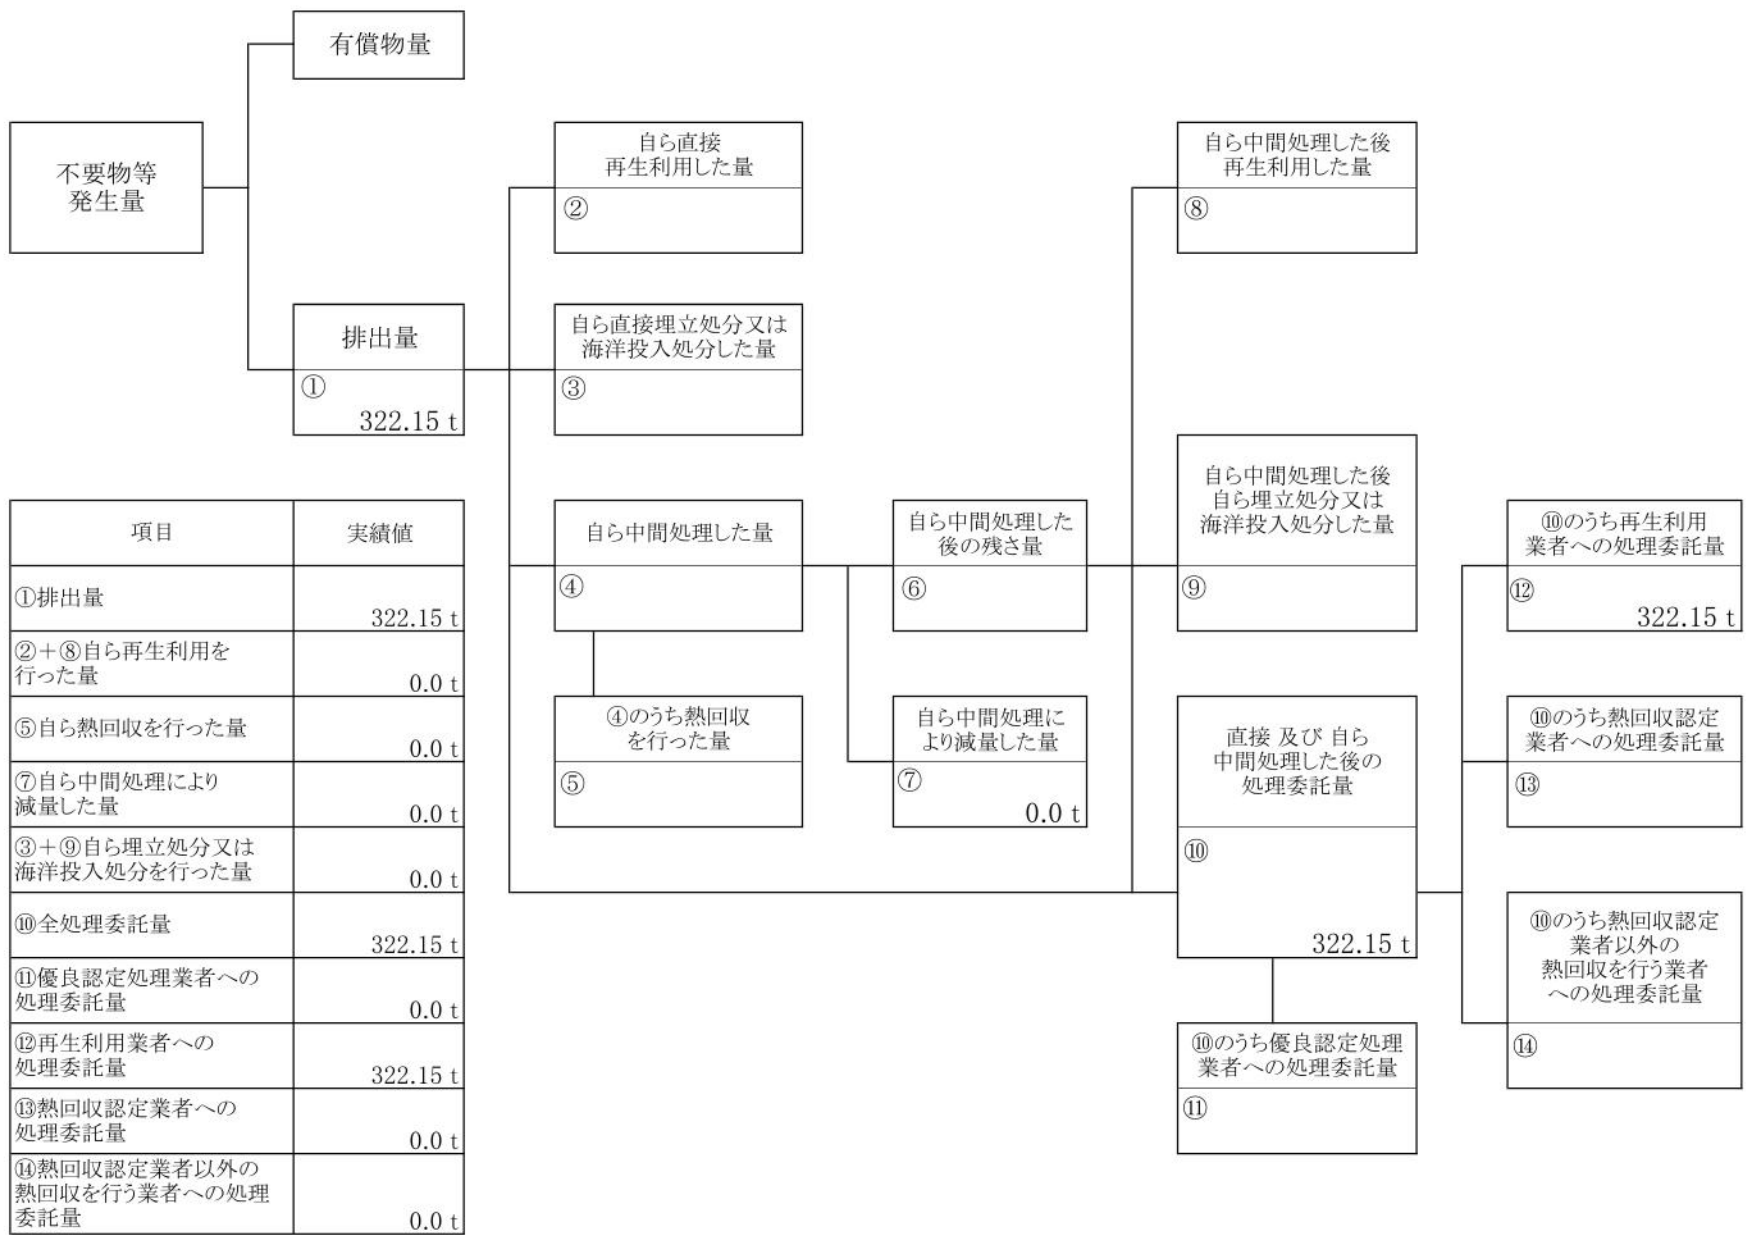 有償物量
不要物等
発生量
自ら直接
再生利用した量
②
自ら中間処理した後
再生利用した量
⑧
排出量
①
322.15 t
自ら直接埋立処分又は
海洋投入処分した量
③
自ら中間処理した量
④
自ら中間処理した
後の残さ量
⑥
自ら中間処理した後
自ら埋立処分又は
海洋投入処分した量
⑨
⑩のうち再生利用
業者への処理委託量
⑫
322.15 t
④のうち熱回収
を行った量
⑤
自ら中間処理に
より減量した量
⑦
0.0 t
直接 及び 自ら
中間処理した後の
処理委託量
⑩
322.15 t
⑩のうち熱回収認定
業者への処理委託量
⑬
⑩のうち熱回収認定
業者以外の
熱回収を行う業者
への処理委託量
⑭
⑩のうち優良認定処理
業者への処理委託量
⑪
項目 実績値
①排出量
322.15 t
②＋⑧自ら再生利用を
行った量
0.0 t
⑤自ら熱回収を行った量
0.0 t
⑦自ら中間処理により
減量した量
0.0 t
③＋⑨自ら埋立処分又は
海洋投入処分を行った量
0.0 t
⑩全処理委託量
322.15 t
⑪優良認定処理業者への
処理委託量
0.0 t
⑫再生利用業者への
処理委託量
322.15 t
⑬熱回収認定業者への
処理委託量
0.0 t
⑭熱回収認定業者以外の
熱回収を行う業者への処理
委託量
0.0 t